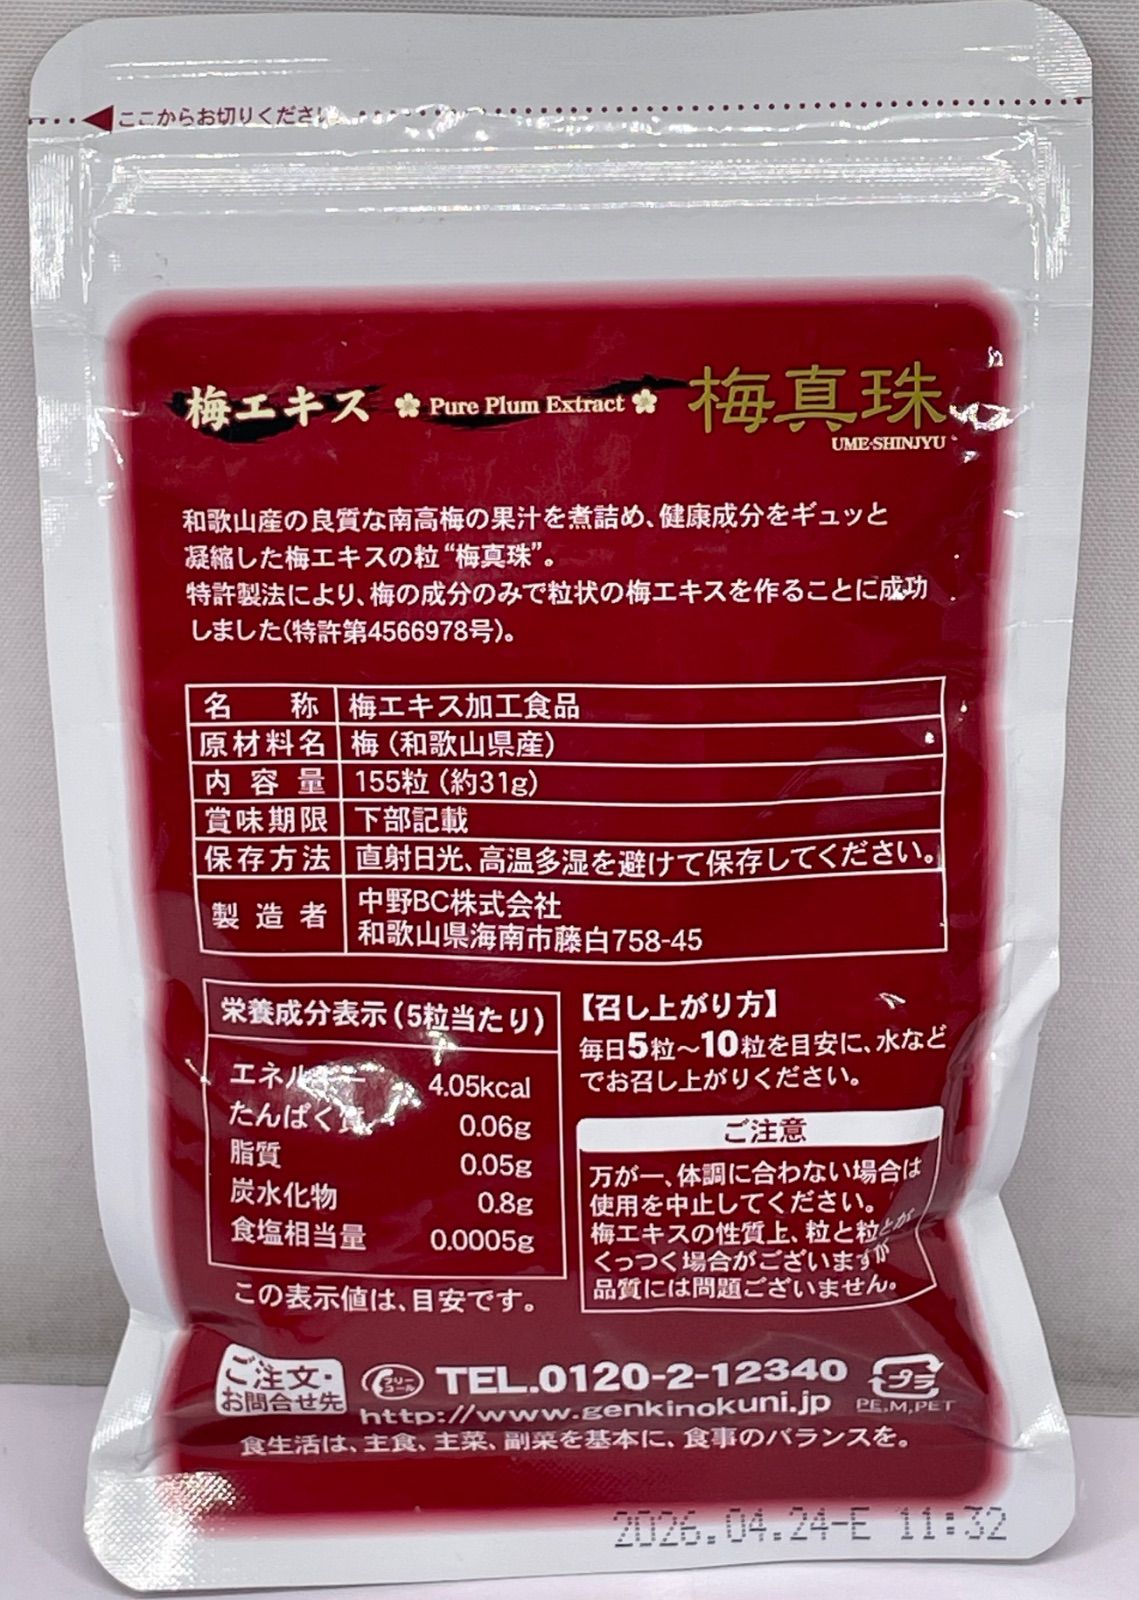 ここからお切りください
梅エキス Pure Plum Extract 梅真珠
UME-SHINJYU
和歌山産の良質な南高梅の果汁を煮詰め、健康成分をギュッと
凝縮した梅エキスの粒“梅真珠”。
特許製法により、梅の成分のみで粒状の梅エキスを作ることに成功
しました(特許第4566978号)。
名称 梅エキス加工食品
原材料名 梅(和歌山県産)
内容量 155粒(約31g)
賞味期限 下部記載
保存方法 直射日光、高温多湿を避けて保存してください。
製造者 中野BC株式会社
和歌山県海南市藤白758-45
栄養成分表示(5粒当たり)
エネルギー 4.05kcal
たんぱく質 0.06g
脂質 0.05g
炭水化物 0.8g
食塩相当量 0.0005g
この表示値は、目安です。
【召し上がり方】
毎日5粒～10粒を目安に、水など
でお召し上がりください。
ご注意
万が一、体調に合わない場合は
使用を中止してください。
梅エキスの性質上、粒と粒とが
くっつく場合がございますが
品質には問題ございません。
ご注文・
お問合せ先
フリー
コール
TEL.0120-2-12340
http://www.genkinokuni.jp
プラ
PE,M,PET
食生活は、主食、主菜、副菜を基本に、食事のバランスを。
2026.04.24-E 11:32